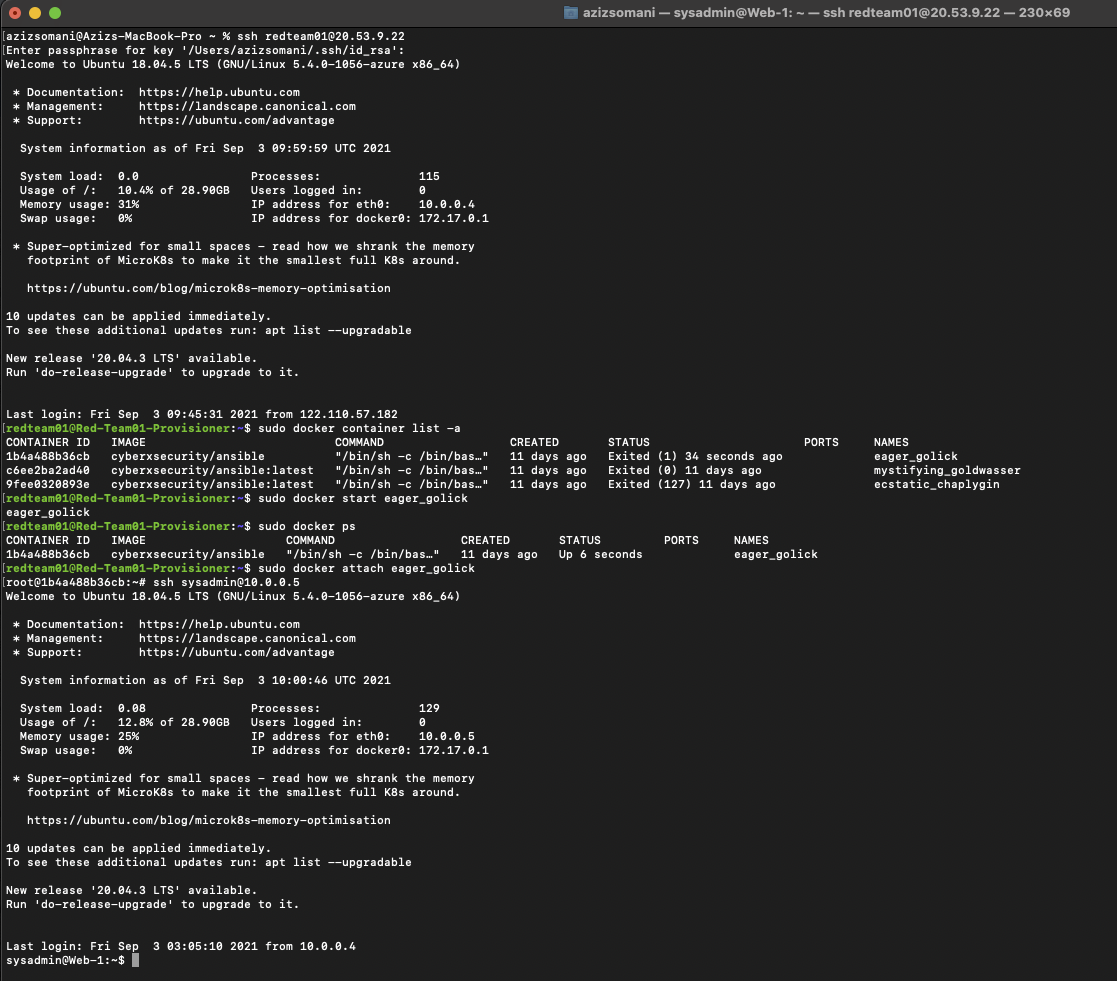 azizsomani — sysadmin@Web-1: ~ — ssh redteam01@20.53.9.22 — 230×69
[azizsomani@Azizs-MacBook-Pro ~ % ssh redteam01@20.53.9.22
[Enter passphrase for key '/Users/azizsomani/.ssh/id_rsa':
Welcome to Ubuntu 18.04.5 LTS (GNU/Linux 5.4.0-1056-azure x86_64)
* Documentation:  https://help.ubuntu.com
* Management:     https://landscape.canonical.com
* Support:        https://ubuntu.com/advantage
System information as of Fri Sep  3 09:59:59 UTC 2021
System load:  0.0                Processes:              115
Usage of /:   10.4% of 28.90GB   Users logged in:        0
Memory usage: 31%                IP address for eth0:    10.0.0.4
Swap usage:   0%                 IP address for docker0: 172.17.0.1
* Super-optimized for small spaces - read how we shrank the memory
footprint of MicroK8s to make it the smallest full K8s around.
https://ubuntu.com/blog/microk8s-memory-optimisation
10 updates can be applied immediately.
To see these additional updates run: apt list --upgradable
New release '20.04.3 LTS' available.
Run 'do-release-upgrade' to upgrade to it.
Last login: Fri Sep  3 09:45:31 2021 from 122.110.57.182
[redteam01@Red-Team01-Provisioner:~$ sudo docker container list -a
CONTAINER ID   IMAGE                           COMMAND                  CREATED       STATUS                      PORTS     NAMES
1b4a488b36cb   cyberxsecurity/ansible          "/bin/sh -c /bin/bas…"   11 days ago   Exited (1) 34 seconds ago             eager_golick
c6ee2ba2ad40   cyberxsecurity/ansible:latest   "/bin/sh -c /bin/bas…"   11 days ago   Exited (0) 11 days ago                mystifying_goldwasser
9fee0320893e   cyberxsecurity/ansible:latest   "/bin/sh -c /bin/bas…"   11 days ago   Exited (127) 11 days ago              ecstatic_chaplygin
[redteam01@Red-Team01-Provisioner:~$ sudo docker start eager_golick
eager_golick
[redteam01@Red-Team01-Provisioner:~$ sudo docker ps
CONTAINER ID   IMAGE                    COMMAND                  CREATED       STATUS         PORTS     NAMES
1b4a488b36cb   cyberxsecurity/ansible   "/bin/sh -c /bin/bas…"   11 days ago   Up 6 seconds             eager_golick
[redteam01@Red-Team01-Provisioner:~$ sudo docker attach eager_golick
[root@1b4a488b36cb:~# ssh sysadmin@10.0.0.5
Welcome to Ubuntu 18.04.5 LTS (GNU/Linux 5.4.0-1056-azure x86_64)
* Documentation:  https://help.ubuntu.com
* Management:     https://landscape.canonical.com
* Support:        https://ubuntu.com/advantage
System information as of Fri Sep  3 10:00:46 UTC 2021
System load:  0.08               Processes:              129
Usage of /:   12.8% of 28.90GB   Users logged in:        0
Memory usage: 25%                IP address for eth0:    10.0.0.5
Swap usage:   0%                 IP address for docker0: 172.17.0.1
* Super-optimized for small spaces - read how we shrank the memory
footprint of MicroK8s to make it the smallest full K8s around.
https://ubuntu.com/blog/microk8s-memory-optimisation
10 updates can be applied immediately.
To see these additional updates run: apt list --upgradable
New release '20.04.3 LTS' available.
Run 'do-release-upgrade' to upgrade to it.
Last login: Fri Sep  3 03:05:10 2021 from 10.0.0.4
sysadmin@Web-1:~$